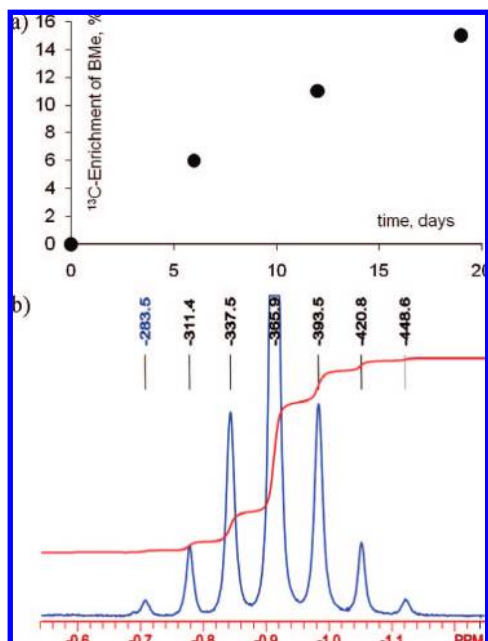 a)
16
14
12
10
8
6
4
2
0
¹³C-Enrichment of BMe, %
time, days
0 5 10 15 20
b)
-283.5 -311.4 -337.5 -365.9 -393.5 -420.8 -448.6
-0.6 -0.7 -0.8 -0.9 -1.0 -1.1 PPM